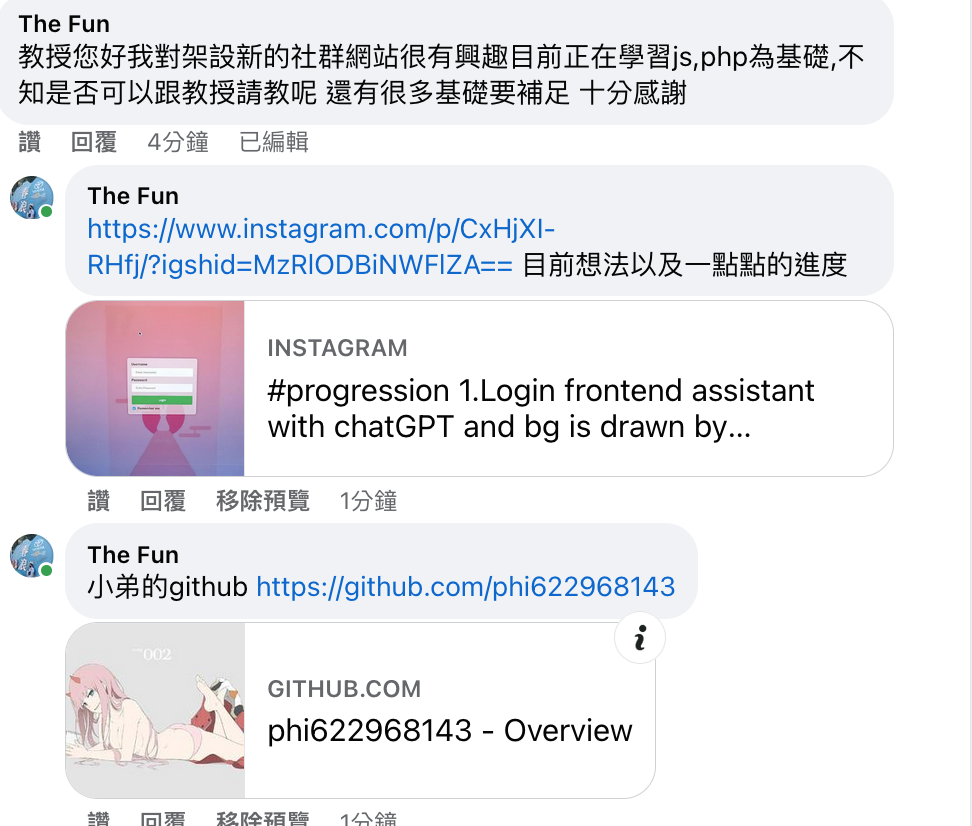 The Fun
教授您好我對架設新的社群網站很有興趣目前正在學習js,php為基礎,不
知是否可以跟教授請教呢 還有很多基礎要補足 十分感謝
讚 回覆 4分鐘 已編輯
The Fun
https://www.instagram.com/p/CxHjXI-
RHfj/?igshid=MzRlODBiNWFlZA== 目前想法以及一點點的進度
INSTAGRAM
#progression 1.Login frontend assistant
with chatGPT and bg is drawn by...
讚 回覆 移除預覽 1分鐘
The Fun
小弟的github https://github.com/phi622968143
002
GITHUB.COM
phi622968143 - Overview
讚 回覆 移除預覽 1分鐘